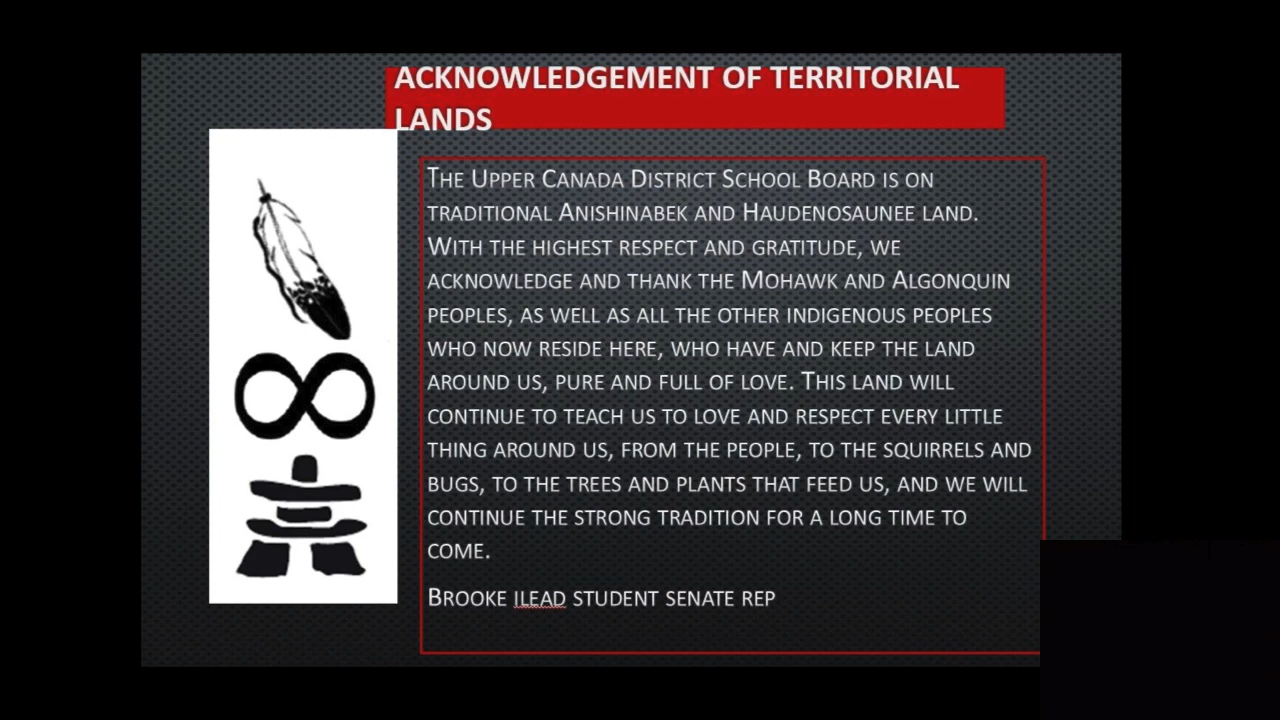 ACKNOWLEDGEMENT OF TERRITORIAL
LANDS
THE UPPER CANADA DISTRICT SCHOOL BOARD IS ON
TRADITIONAL ANISHINABEK AND HAUDENOSAUNEE LAND.
WITH THE HIGHEST RESPECT AND GRATITUDE, WE
ACKNOWLEDGE AND THANK THE MOHAWK AND ALGONQUIN
PEOPLES, AS WELL AS ALL THE OTHER INDIGENOUS PEOPLES
WHO NOW RESIDE HERE, WHO HAVE AND KEEP THE LAND
AROUND US, PURE AND FULL OF LOVE. THIS LAND WILL
CONTINUE TO TEACH US TO LOVE AND RESPECT EVERY LITTLE
THING AROUND US, FROM THE PEOPLE, TO THE SQUIRRELS AND
BUGS, TO THE TREES AND PLANTS THAT FEED US, AND WE WILL
CONTINUE THE STRONG TRADITION FOR A LONG TIME TO
COME.
BROOKE ILEAD STUDENT SENATE REP